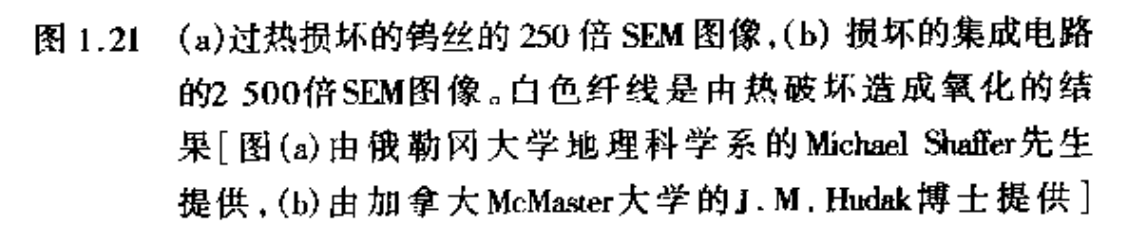 图 1.21 (a)过热损坏的钨丝的 250 倍 SEM 图像,(b) 损坏的集成电路
的2 500倍SEM图像。白色纤线是由热破坏造成氧化的结
果[图(a)由俄勒冈大学地理科学系的Michael Shaffer先生
提供,(b)由加拿大McMaster大学的J.M.Hudak博士提供]